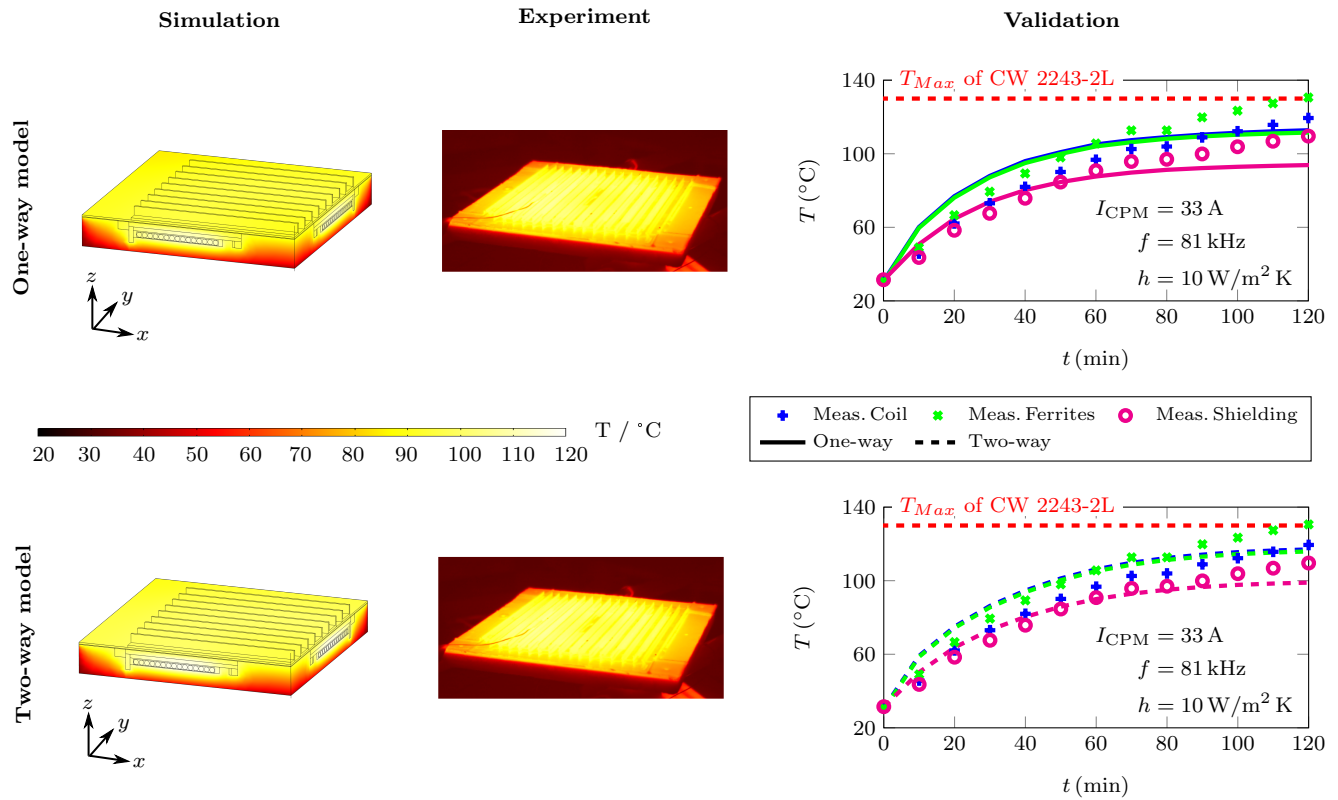 Simulation
Experiment
Validation
One-way model
z
y
x
T_Max of CW 2243-2L
T (°C)
140
100
60
20
I_CPM = 33 A
f = 81 kHz
h = 10 W/m² K
0 20 40 60 80 100 120
t (min)
20 30 40 50 60 70 80 90 100 110 120
T / °C
Meas. Coil Meas. Ferrites Meas. Shielding
One-way Two-way
Two-way model
z
y
x
T_Max of CW 2243-2L
T (°C)
140
100
60
20
I_CPM = 33 A
f = 81 kHz
h = 10 W/m² K
0 20 40 60 80 100 120
t (min)